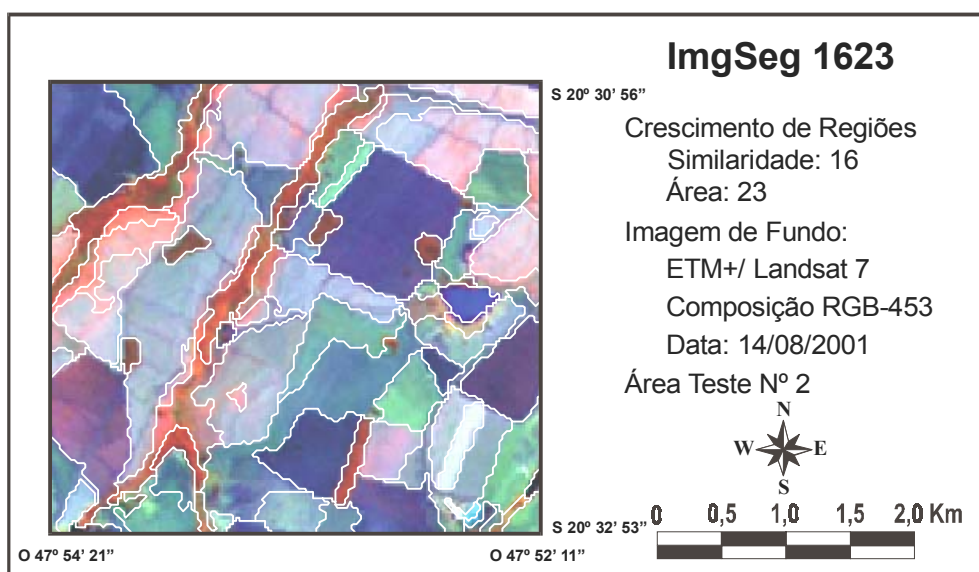 ImgSeg 1623
S 20º 30' 56”
Crescimento de Regiões
Similaridade: 16
Área: 23
Imagem de Fundo:
ETM+/ Landsat 7
Composição RGB-453
Data: 14/08/2001
Área Teste Nº 2
N
W E
S
S 20º 32' 53”
0 0,5 1,0 1,5 2,0 Km
O 47º 54' 21” O 47º 52' 11”